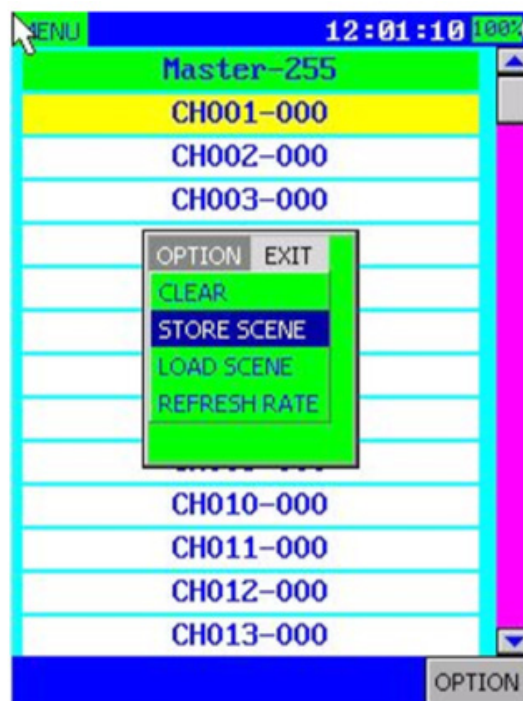 MENU 12:01:10 100%
Master-255
CH001-000
CH002-000
CH003-000
OPTION EXIT
CLEAR
STORE SCENE
LOAD SCENE
REFRESH RATE
CH010-000
CH011-000
CH012-000
CH013-000
OPTION